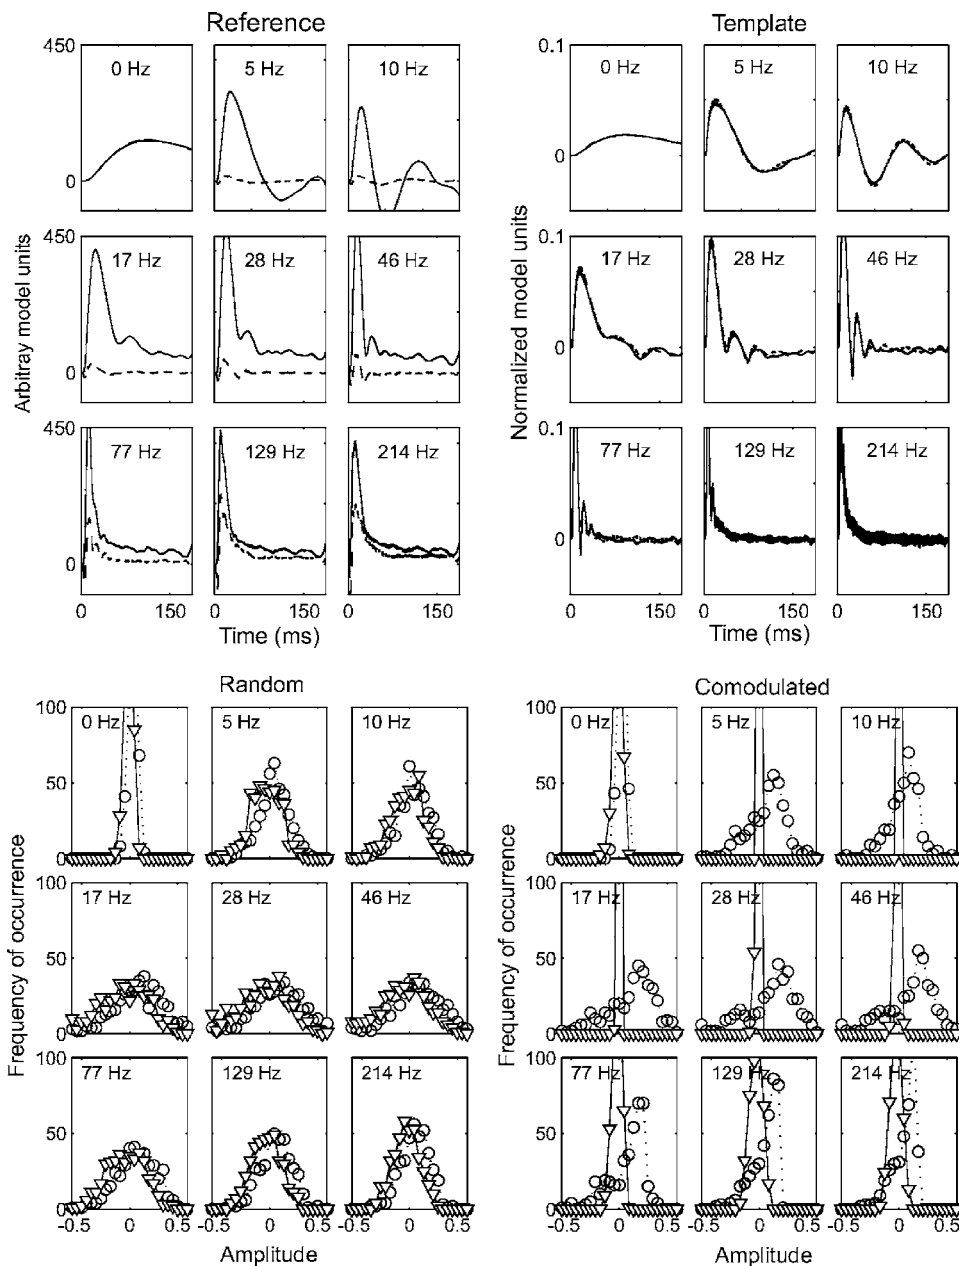 Reference
Template
450
0
0 Hz
5 Hz
10 Hz
0.1
0
0 Hz
5 Hz
10 Hz
450
0
17 Hz
28 Hz
46 Hz
0.1
0
17 Hz
28 Hz
46 Hz
450
0
77 Hz
129 Hz
214 Hz
0.1
0
77 Hz
129 Hz
214 Hz
Arbitray model units
Normalized model units
0 150 0 150 0 150
0 150 0 150 0 150
Time (ms)
Time (ms)
Random
Comodulated
100
50
0
0 Hz
5 Hz
10 Hz
100
50
0
0 Hz
5 Hz
10 Hz
100
50
0
17 Hz
28 Hz
46 Hz
100
50
0
17 Hz
28 Hz
46 Hz
100
50
0
77 Hz
129 Hz
214 Hz
100
50
0
77 Hz
129 Hz
214 Hz
Frequency of occurrence
Frequency of occurrence
-0.5 0 0.5 -0.5 0 0.5 -0.5 0 0.5
-0.5 0 0.5 -0.5 0 0.5 -0.5 0 0.5
Amplitude
Amplitude